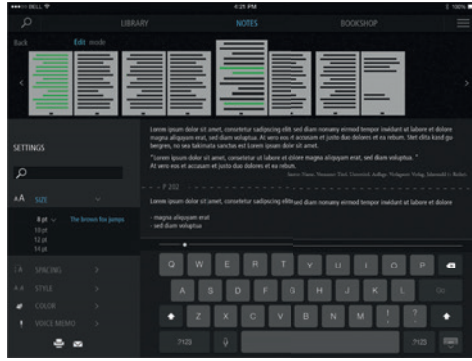 BELL 4:21 PM 100%
LIBRARY NOTES BOOKSHOP
Back Edit mode
Lorem ipsum dolor sit amet, consetetur sadipscing elitr sed diam nonumy eirmod tempor invidunt ut labore et dolore
magna aliquyam erat, sed diam voluptua. At vero eos et accusam et justo duo dolores et ea rebum. Stet clita kasd gu-
bergren, no sea takimata sanctus est Lorem ipsum dolor sit amet.
"Lorem ipsum dolor sit amet, consetetur ut labore et dolore magna aliquyam erat, sed diam voluptua. "
At vero eos et accusam et justo duo dolores et ea rebum.
P 202
Lorem ipsum dolor sit amet, consetetur sadipscing elitr sed diam nonumy eirmod tempor invidunt ut labore et dolore
- magna aliquyam erat
- sed diam voluptua
SETTINGS
AA SIZE
8 pt The brown fox jumps
10 pt
12 pt
14 pt
SPACING
STYLE
COLOR
VOICE MEMO
Q W E R T Y U I O P
A S D F G H J K L Go
Z X C V B N M ! , ? .
?123 ?123